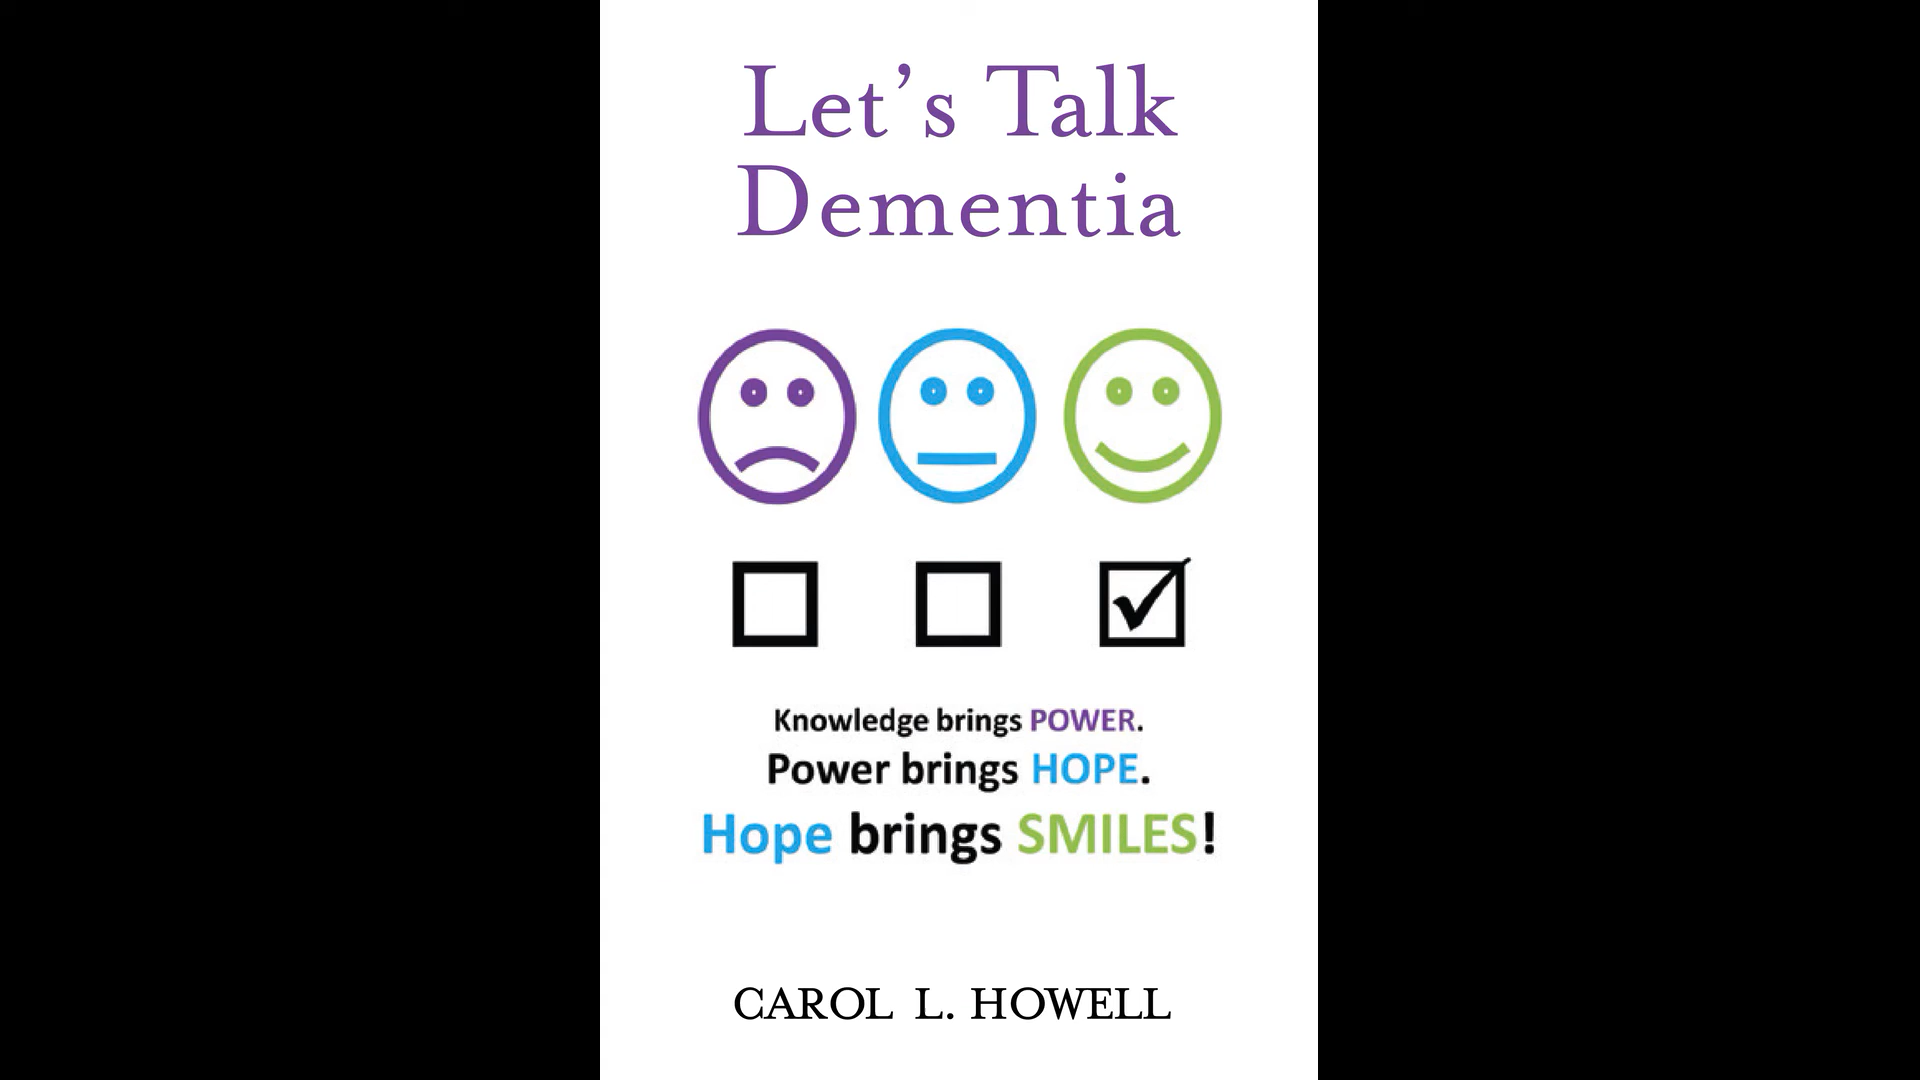 Let’s Talk
Dementia
Knowledge brings POWER.
Power brings HOPE.
Hope brings SMILES!
CAROL L. HOWELL